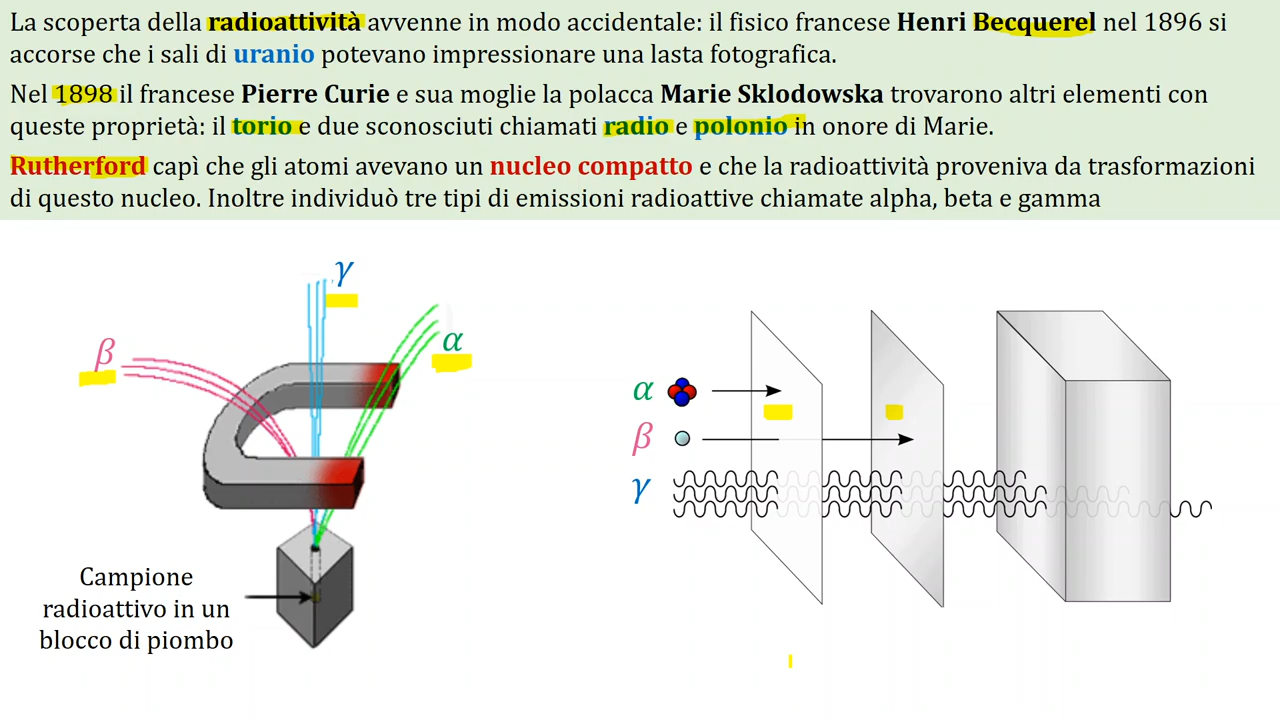 La scoperta della radioattività avvenne in modo accidentale: il fisico francese Henri Becquerel nel 1896 si
accorse che i sali di uranio potevano impressionare una lasta fotografica.
Nel 1898 il francese Pierre Curie e sua moglie la polacca Marie Sklodowska trovarono altri elementi con
queste proprietà: il torio e due sconosciuti chiamati radio e polonio in onore di Marie.
Rutherford capì che gli atomi avevano un nucleo compatto e che la radioattività proveniva da trasformazioni
di questo nucleo. Inoltre individuò tre tipi di emissioni radioattive chiamate alpha, beta e gamma
γ
β
α
α
β
γ
Campione
radioattivo in un
blocco di piombo